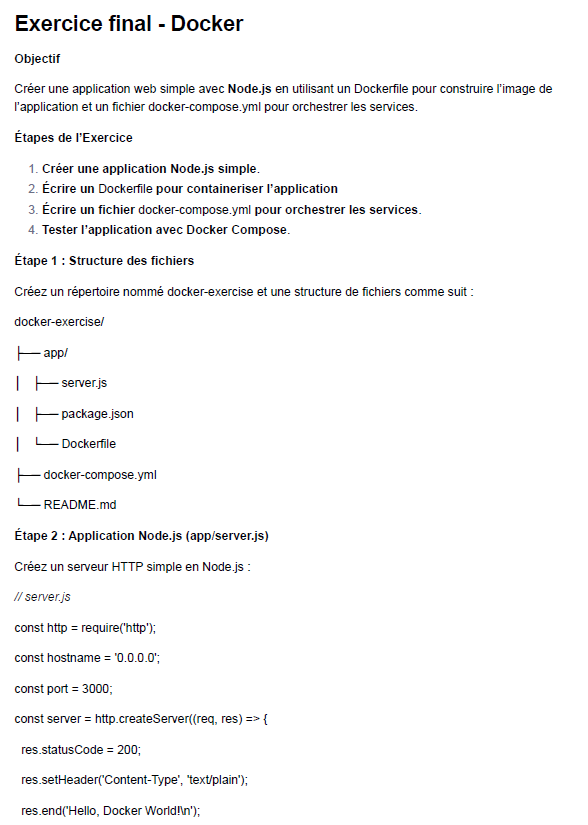 Exercice final - Docker
Objectif
Créer une application web simple avec Node.js en utilisant un Dockerfile pour construire l’image de
l’application et un fichier docker-compose.yml pour orchestrer les services.
Étapes de l’Exercice
1. Créer une application Node.js simple.
2. Écrire un Dockerfile pour containeriser l’application
3. Écrire un fichier docker-compose.yml pour orchestrer les services.
4. Tester l’application avec Docker Compose.
Étape 1 : Structure des fichiers
Créez un répertoire nommé docker-exercise et une structure de fichiers comme suit :
docker-exercise/
├── app/
│ ├── server.js
│ ├── package.json
│ └── Dockerfile
├── docker-compose.yml
└── README.md
Étape 2 : Application Node.js (app/server.js)
Créez un serveur HTTP simple en Node.js :
// server.js
const http = require('http');
const hostname = '0.0.0.0';
const port = 3000;
const server = http.createServer((req, res) => {
res.statusCode = 200;
res.setHeader('Content-Type', 'text/plain');
res.end('Hello, Docker World!\n');